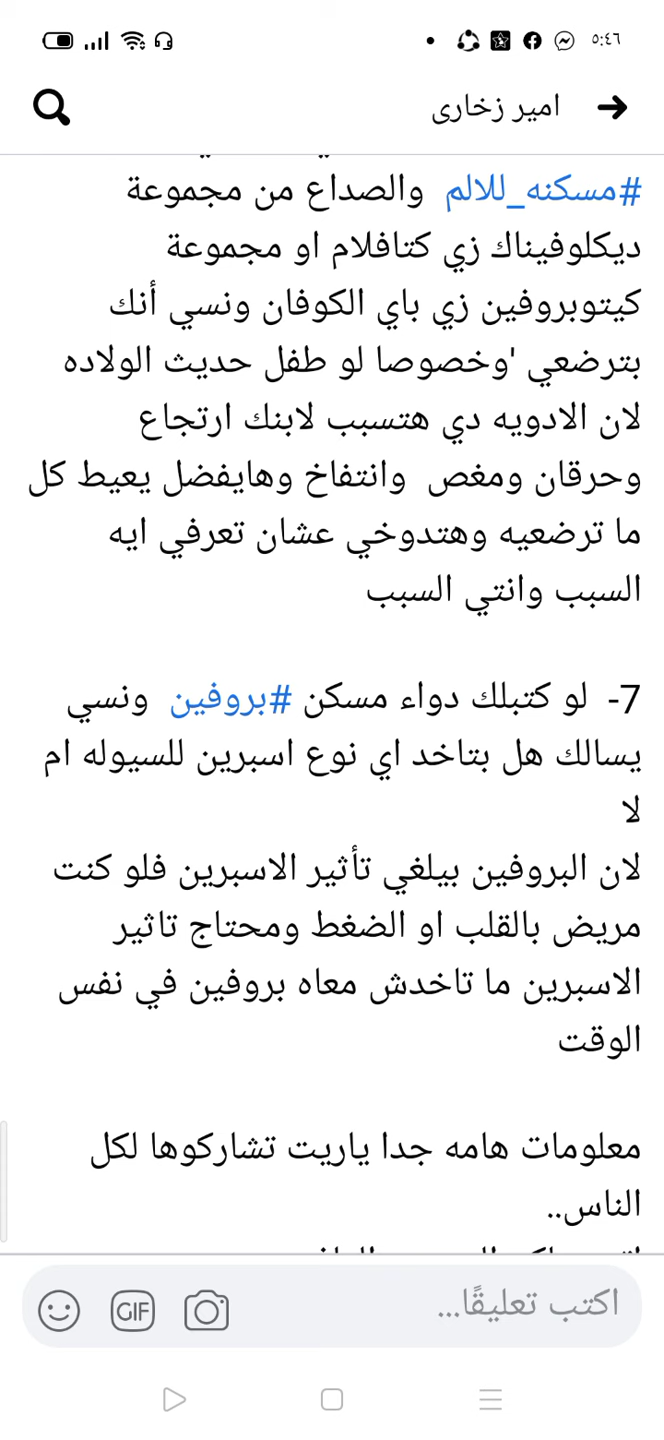 ٥:٤٦
امير زخارى
#مسكنه_للالم والصداع من مجموعة
ديكلوفيناك زي كتافلام او مجموعة
كيتوبروفين زي باي الكوفان ونسي أنك
بترضعي 'وخصوصا لو طفل حديث الولاده
لان الادويه دي هتسبب لابنك ارتجاع
وحرقان ومغص وانتفاخ وهايفضل يعيط كل
ما ترضعيه وهتدوخي عشان تعرفي ايه
السبب وانتي السبب
7- لو كتبلك دواء مسكن #بروفين ونسي
يسالك هل بتاخد اي نوع اسبرين للسيوله ام
لا
لان البروفين بيلغي تأثير الاسبرين فلو كنت
مريض بالقلب او الضغط ومحتاج تاثير
الاسبرين ما تاخدش معاه بروفين في نفس
الوقت
معلومات هامه جدا ياريت تشاركوها لكل
الناس..
اكتب تعليقًا...
GIF